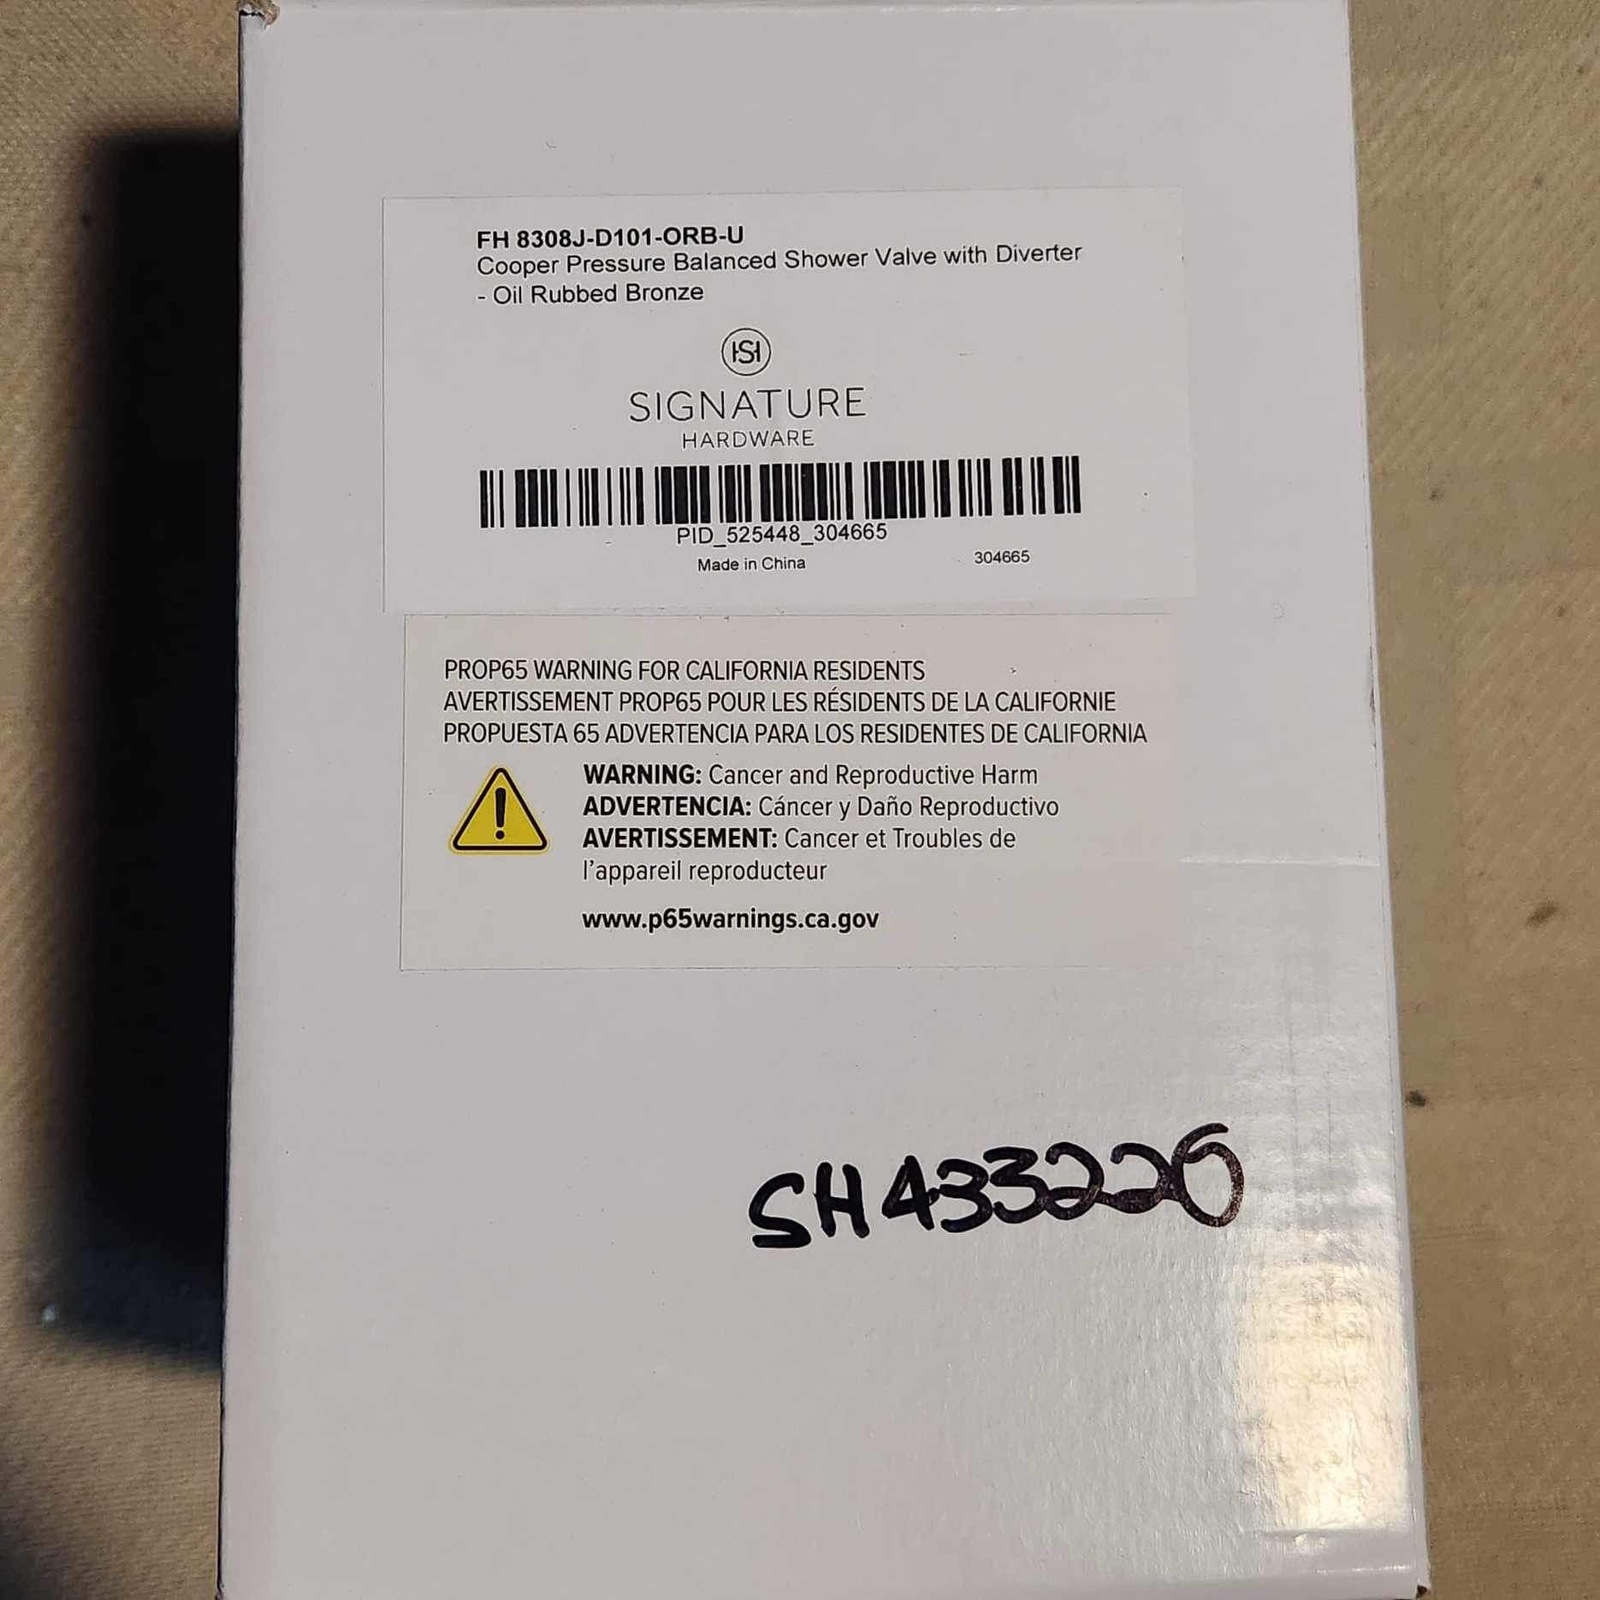 FH 8308J-D101-ORB-U
Cooper Pressure Balanced Shower Valve with Diverter
- Oil Rubbed Bronze
SH
SIGNATURE
HARDWARE
PID_525448_304665
Made in China
304665
PROP65 WARNING FOR CALIFORNIA RESIDENTS
AVERTISSEMENT PROP65 POUR LES RÉSIDENTS DE LA CALIFORNIE
PROPUESTA 65 ADVERTENCIA PARA LOS RESIDENTES DE CALIFORNIA
WARNING: Cancer and Reproductive Harm
ADVERTENCIA: Cáncer y Daño Reproductivo
AVERTISSEMENT: Cancer et Troubles de
l'appareil reproducteur
www.p65warnings.ca.gov
SH433226